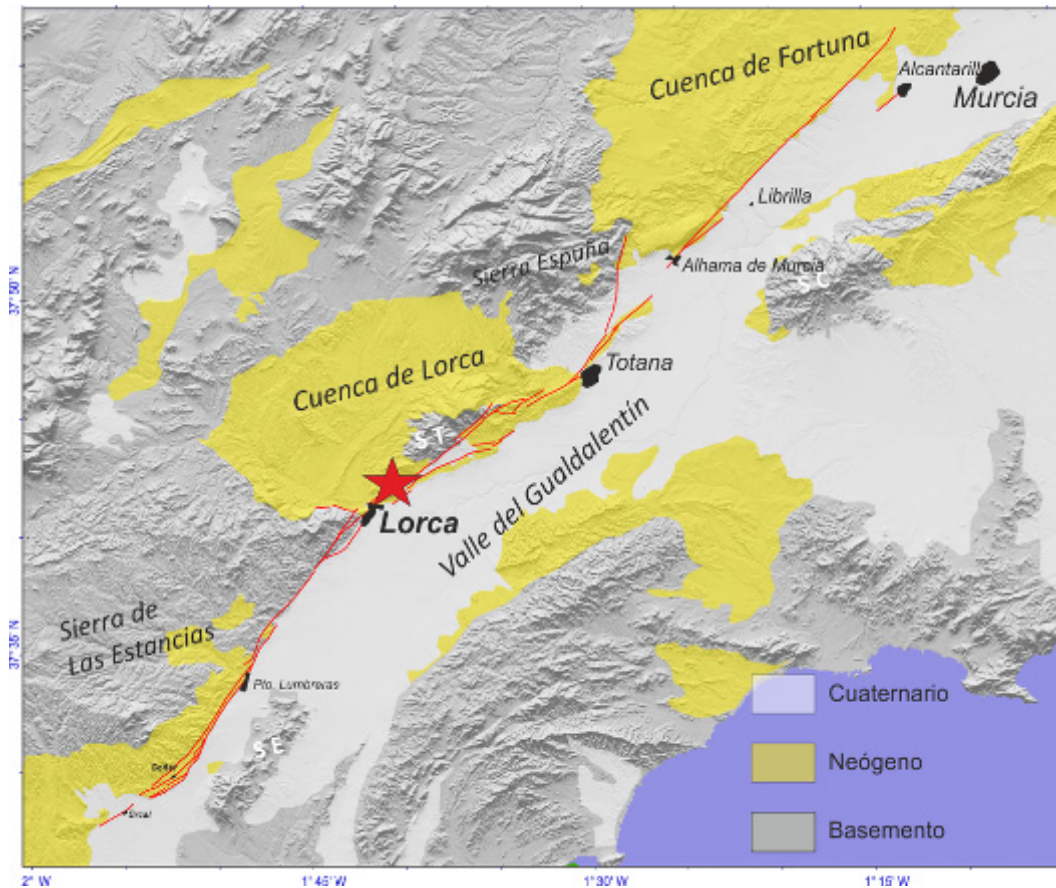 Cuenca de Fortuna
Alcantarill
Murcia
Librilla
Sierra Espuña
Alhama de Murcia
S C
37° 50' N
Cuenca de Lorca
Totana
S T
Valle del Gualdalentín
Lorca
Sierra de
Las Estancias
37° 35' N
Pto. Lumbreras
S E
Cuaternario
Neógeno
Basemento
2° W
1° 45' W
1° 30' W
1° 15' W